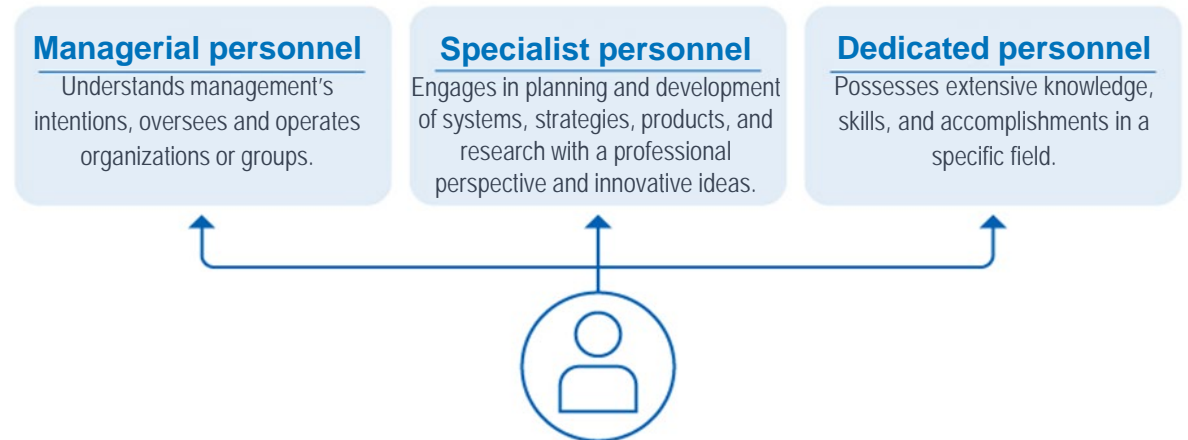 Managerial personnel
Understands management's
intentions, oversees and operates
organizations or groups.
Specialist personnel
Engages in planning and development
of systems, strategies, products, and
research with a professional
perspective and innovative ideas.
Dedicated personnel
Possesses extensive knowledge,
skills, and accomplishments in a
specific field.